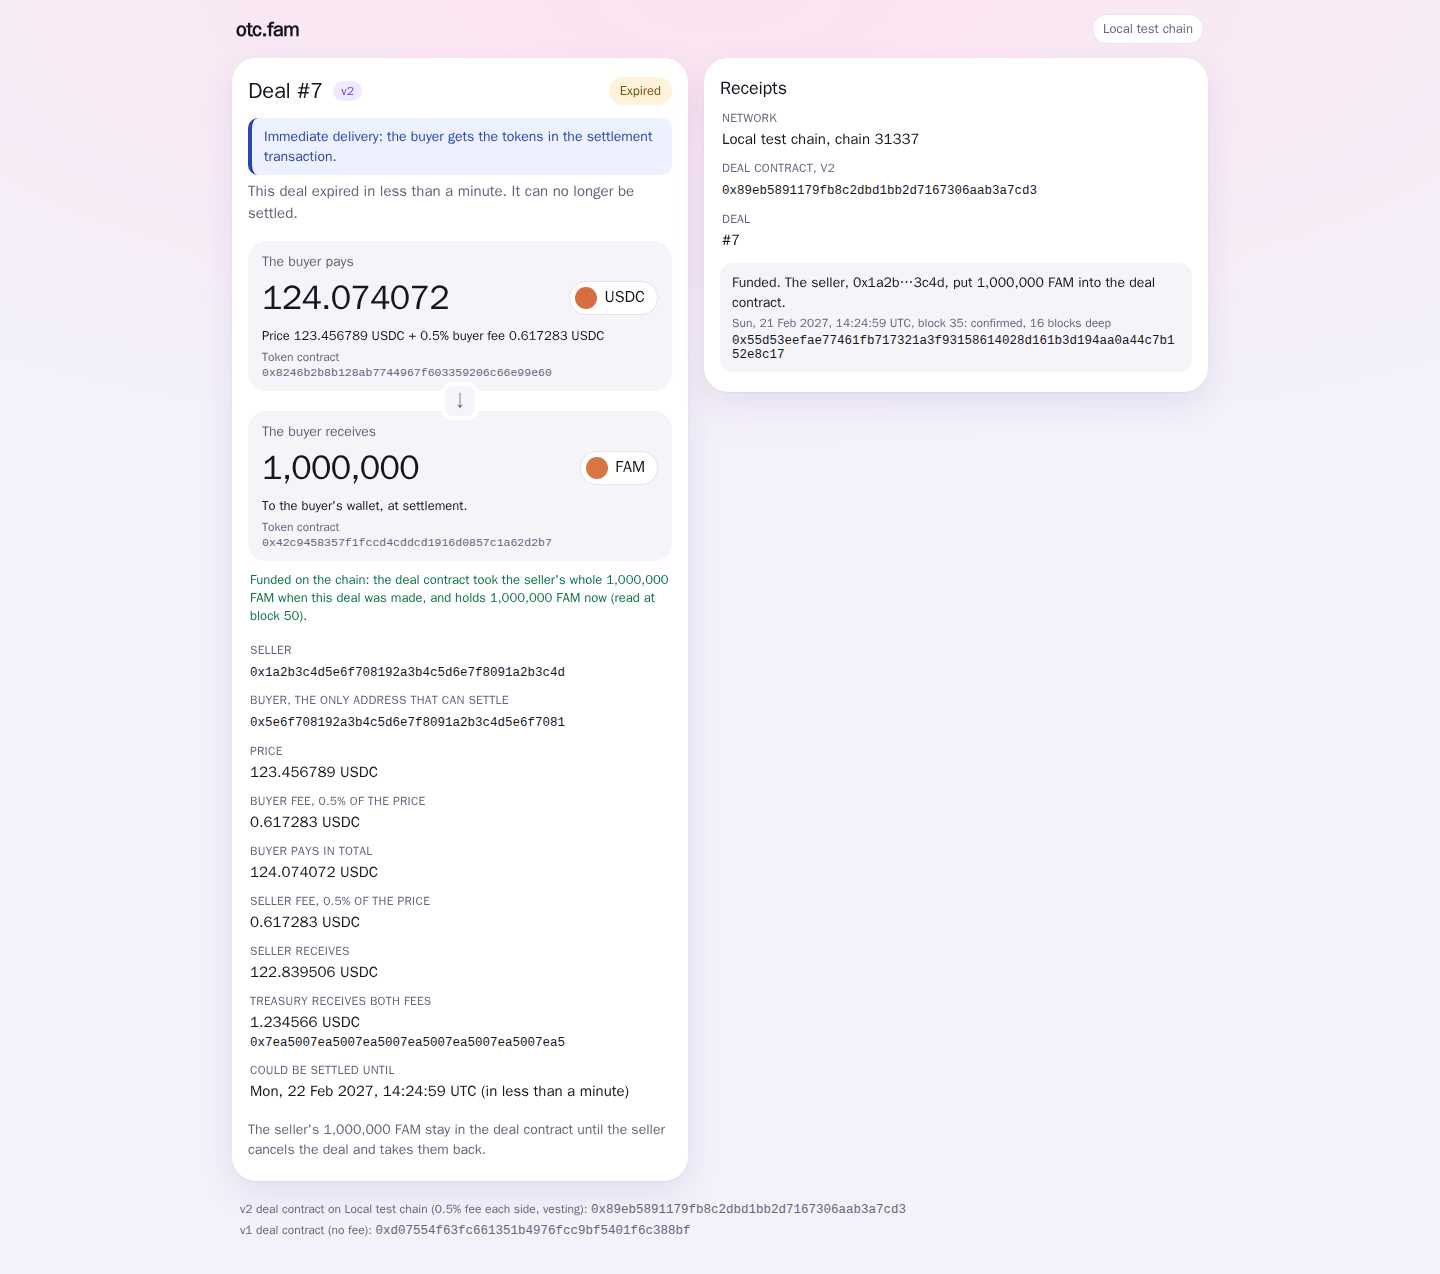 otc.fam
Local test chain
Deal #7 v2
Expired
Immediate delivery: the buyer gets the tokens in the settlement
transaction.
This deal expired in less than a minute. It can no longer be
settled.
The buyer pays
124.074072
USDC
Price 123.456789 USDC + 0.5% buyer fee 0.617283 USDC
Token contract
0x8246b2b8b128ab7744967f603359206c66e99e60
↓
The buyer receives
1,000,000
FAM
To the buyer's wallet, at settlement.
Token contract
0x42c9458357f1fccd4cddcd1916d0857c1a62d2b7
Funded on the chain: the deal contract took the seller's whole 1,000,000
FAM when this deal was made, and holds 1,000,000 FAM now (read at
block 50).
SELLER
0x1a2b3c4d5e6f708192a3b4c5d6e7f8091a2b3c4d
BUYER, THE ONLY ADDRESS THAT CAN SETTLE
0x5e6f708192a3b4c5d6e7f8091a2b3c4d5e6f7081
PRICE
123.456789 USDC
BUYER FEE, 0.5% OF THE PRICE
0.617283 USDC
BUYER PAYS IN TOTAL
124.074072 USDC
SELLER FEE, 0.5% OF THE PRICE
0.617283 USDC
SELLER RECEIVES
122.839506 USDC
TREASURY RECEIVES BOTH FEES
1.234566 USDC
0x7ea5007ea5007ea5007ea5007ea5007ea5007ea5
COULD BE SETTLED UNTIL
Mon, 22 Feb 2027, 14:24:59 UTC (in less than a minute)
The seller's 1,000,000 FAM stay in the deal contract until the seller
cancels the deal and takes them back.
Receipts
NETWORK
Local test chain, chain 31337
DEAL CONTRACT, V2
0x89eb5891179fb8c2dbd1bb2d7167306aab3a7cd3
DEAL
#7
Funded. The seller, 0x1a2b…3c4d, put 1,000,000 FAM into the deal
contract.
Sun, 21 Feb 2027, 14:24:59 UTC, block 35: confirmed, 16 blocks deep
0x55d53eefae77461fb717321a3f93158614028d161b3d194aa0a44c7b1
52e8c17
v2 deal contract on Local test chain (0.5% fee each side, vesting): 0x89eb5891179fb8c2dbd1bb2d7167306aab3a7cd3
v1 deal contract (no fee): 0xd07554f63fc661351b4976fcc9bf5401f6c388bf